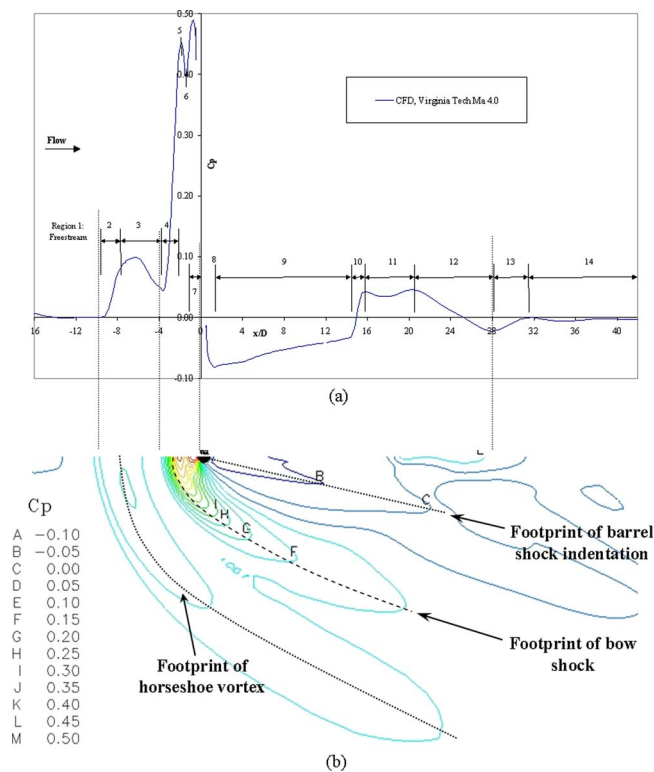 0.50
5
0.40
6
CFD, Virginia Tech Ma 4.0
0.30
Flow
Cp
0.20
Region 1:
Freestream
2
3
4
0.10
7
8
9
10
11
12
13
14
0.00
16
-12
-8
-4
0
x/D
4
8
12
16
20
24
28
32
36
40
-0.10
(a)
B
C
I
H
G
F
Cp
A -0.10
B -0.05
C 0.00
D 0.05
E 0.10
F 0.15
G 0.20
H 0.25
I 0.30
J 0.35
K 0.40
L 0.45
M 0.50
Footprint of barrel
shock indentation
Footprint of bow
shock
Footprint of
horseshoe vortex
(b)